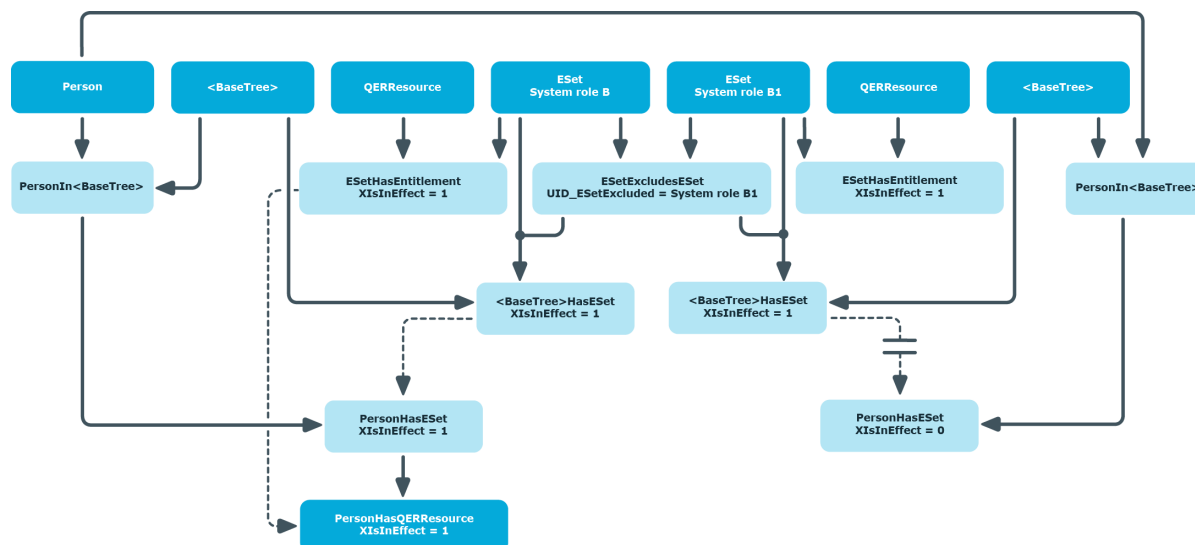 Person
<BaseTree>
QERResource
ESet
System role B
ESet
System role B1
QERResource
<BaseTree>
PersonIn<BaseTree>
ESetHasEntitlement
XIsInEffect = 1
ESetExcludesESet
UID_ESetExcluded = System role B1
ESetHasEntitlement
XIsInEffect = 1
PersonIn<BaseTree>
<BaseTree>HasESet
XIsInEffect = 1
<BaseTree>HasESet
XIsInEffect = 1
PersonHasESet
XIsInEffect = 1
PersonHasESet
XIsInEffect = 0
PersonHasQERResource
XIsInEffect = 1